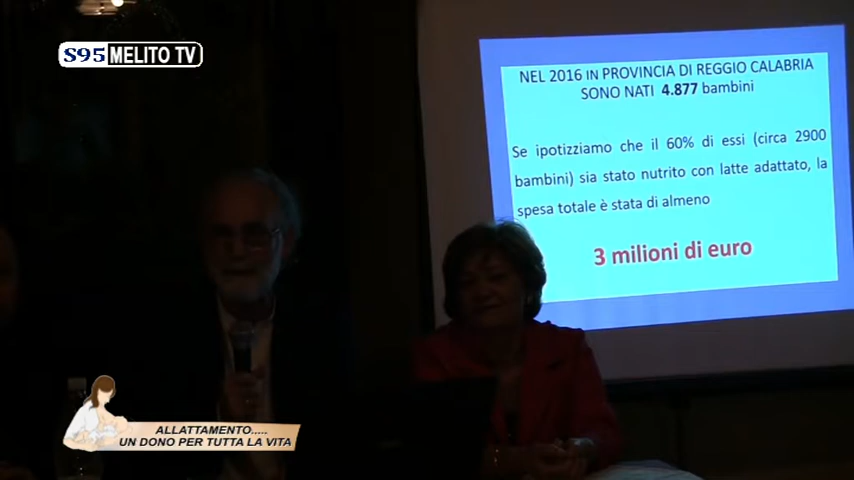 S95 MELITO TV
NEL 2016 IN PROVINCIA DI REGGIO CALABRIA
SONO NATI 4.877 bambini
Se ipotizziamo che il 60% di essi (circa 2900
bambini) sia stato nutrito con latte adattato, la
spesa totale è stata di almeno
3 milioni di euro
ALLATTAMENTO.....
UN DONO PER TUTTA LA VITA